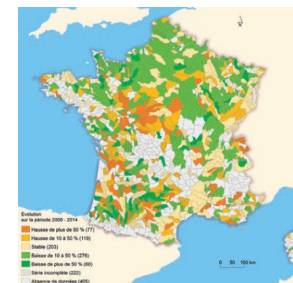 Évolution
sur la période 2009 - 2014
Hausse de plus de 50 % (77)
Hausse de 10 à 50 % (119)
Stable (203)
Baisse de 10 à 50 % (276)
Baisse de plus de 50 % (60)
Série incomplète (222)
Absence de données (405)
0 50 100 km